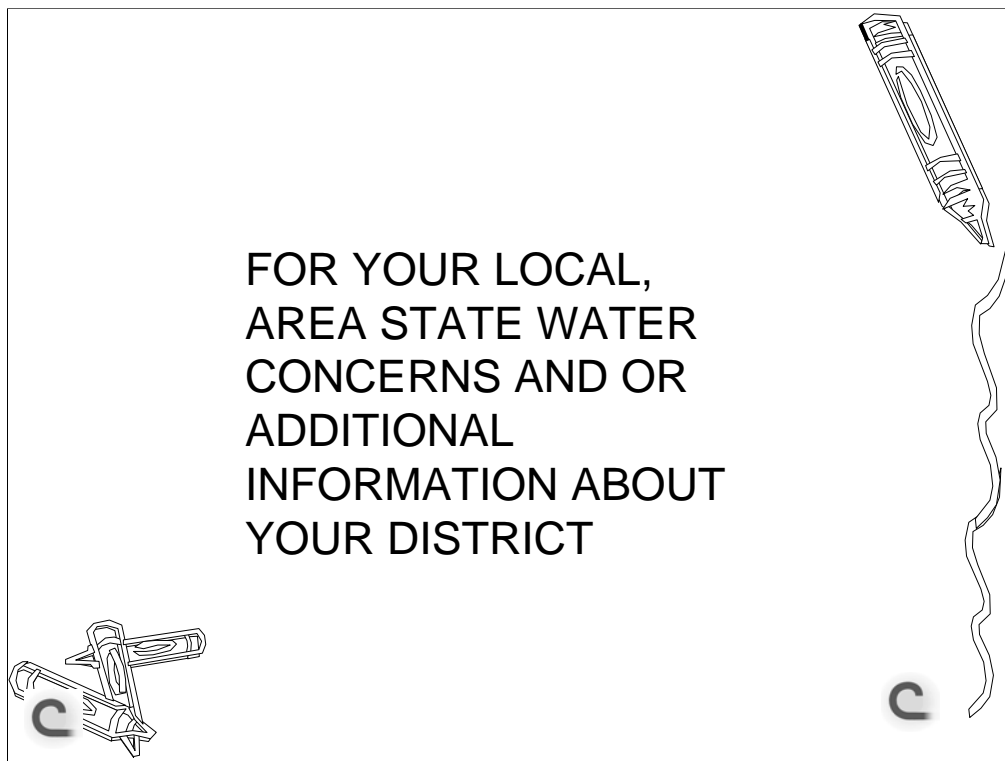 FOR YOUR LOCAL,
AREA STATE WATER
CONCERNS AND OR
ADDITIONAL
INFORMATION ABOUT
YOUR DISTRICT